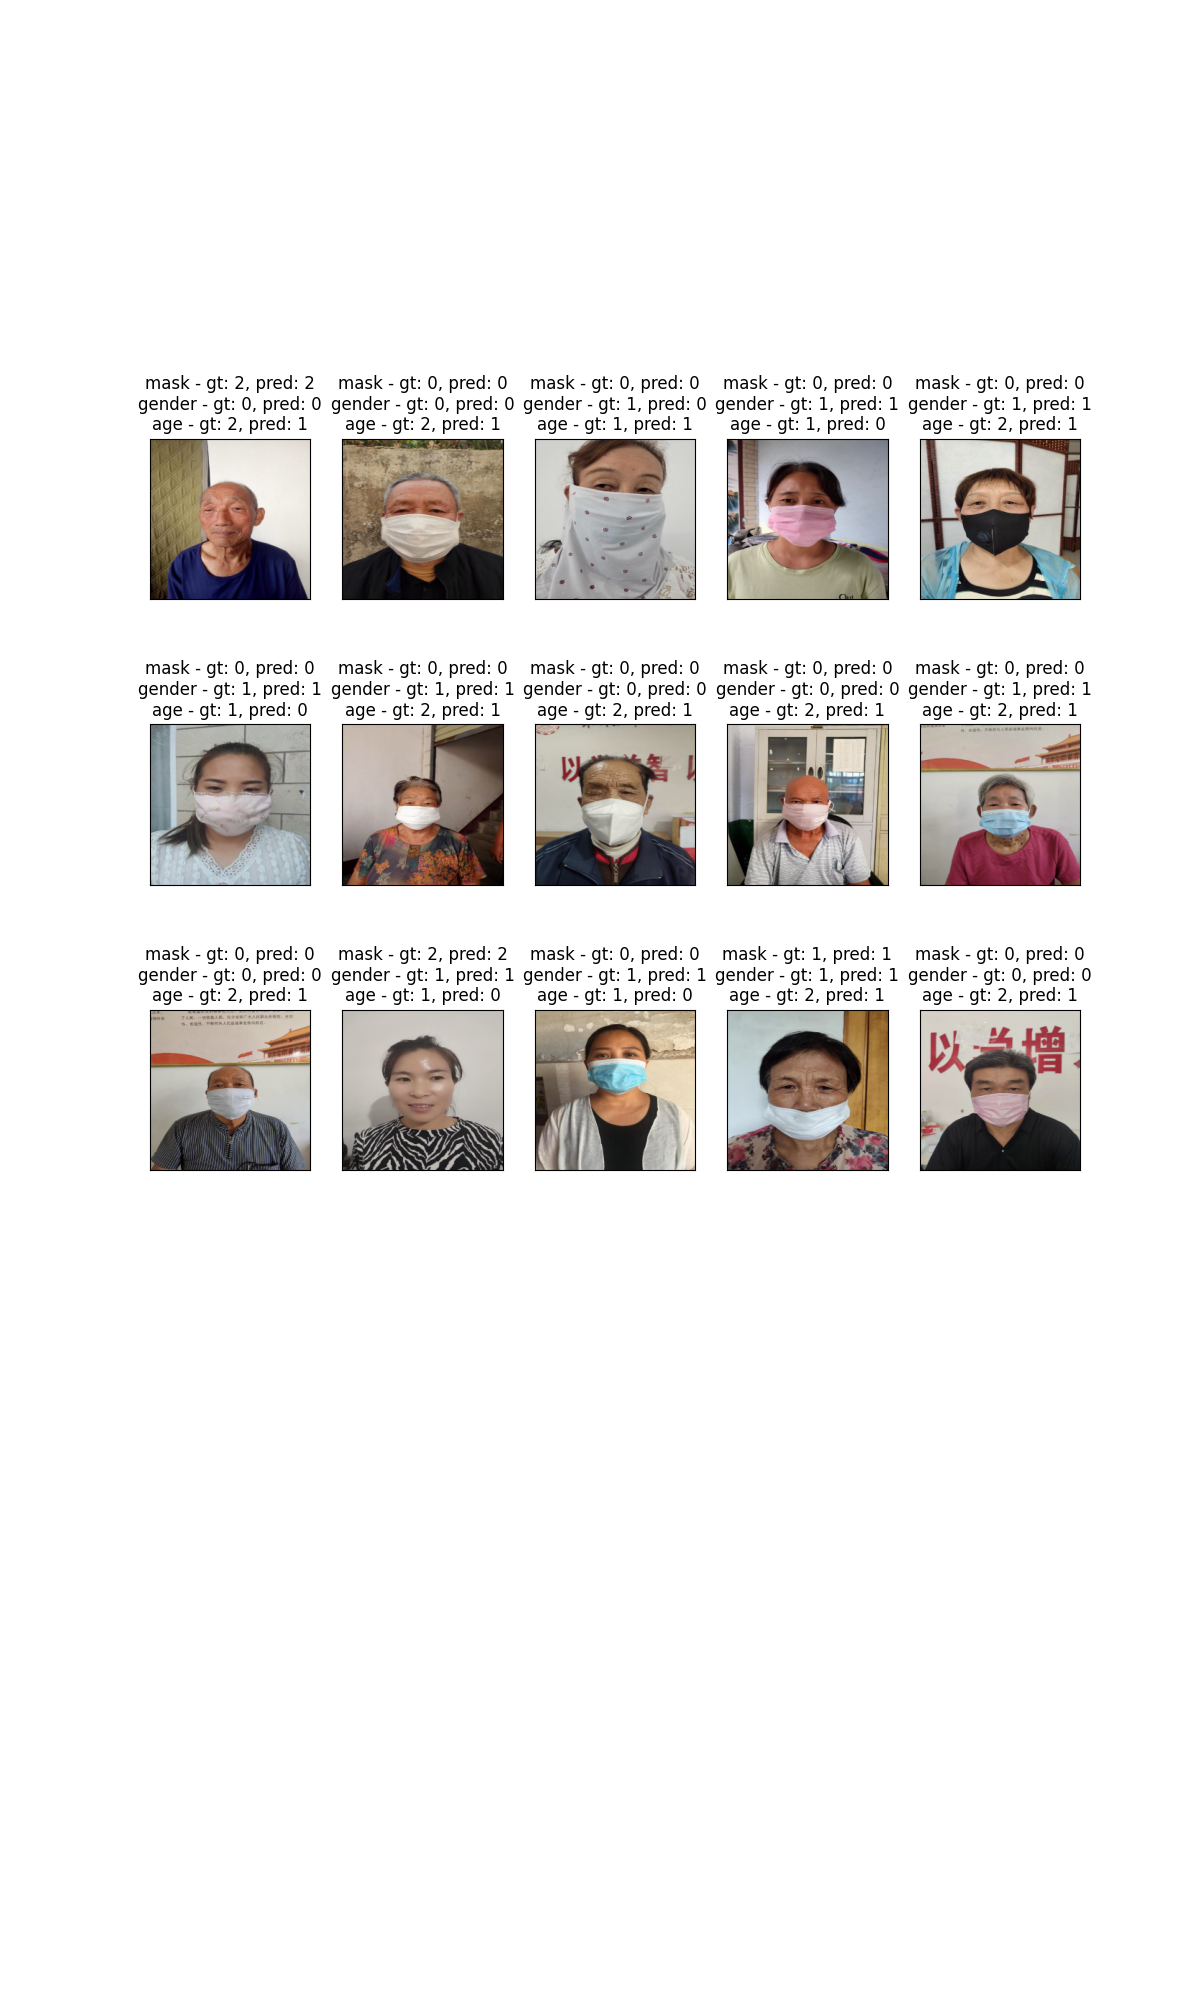 mask - gt: 2, pred: 2
gender - gt: 0, pred: 0
age - gt: 2, pred: 1
mask - gt: 0, pred: 0
gender - gt: 0, pred: 0
age - gt: 2, pred: 1
mask - gt: 0, pred: 0
gender - gt: 1, pred: 0
age - gt: 1, pred: 1
mask - gt: 0, pred: 0
gender - gt: 1, pred: 1
age - gt: 1, pred: 0
mask - gt: 0, pred: 0
gender - gt: 1, pred: 1
age - gt: 2, pred: 1
mask - gt: 0, pred: 0
gender - gt: 1, pred: 1
age - gt: 1, pred: 0
mask - gt: 0, pred: 0
gender - gt: 1, pred: 1
age - gt: 2, pred: 1
mask - gt: 0, pred: 0
gender - gt: 0, pred: 0
age - gt: 2, pred: 1
以 智
mask - gt: 0, pred: 0
gender - gt: 0, pred: 0
age - gt: 2, pred: 1
mask - gt: 0, pred: 0
gender - gt: 1, pred: 1
age - gt: 2, pred: 1
mask - gt: 0, pred: 0
gender - gt: 0, pred: 0
age - gt: 2, pred: 1
mask - gt: 2, pred: 2
gender - gt: 1, pred: 1
age - gt: 1, pred: 0
mask - gt: 0, pred: 0
gender - gt: 1, pred: 1
age - gt: 1, pred: 0
mask - gt: 1, pred: 1
gender - gt: 1, pred: 1
age - gt: 2, pred: 1
mask - gt: 0, pred: 0
gender - gt: 0, pred: 0
age - gt: 2, pred: 1
以 增